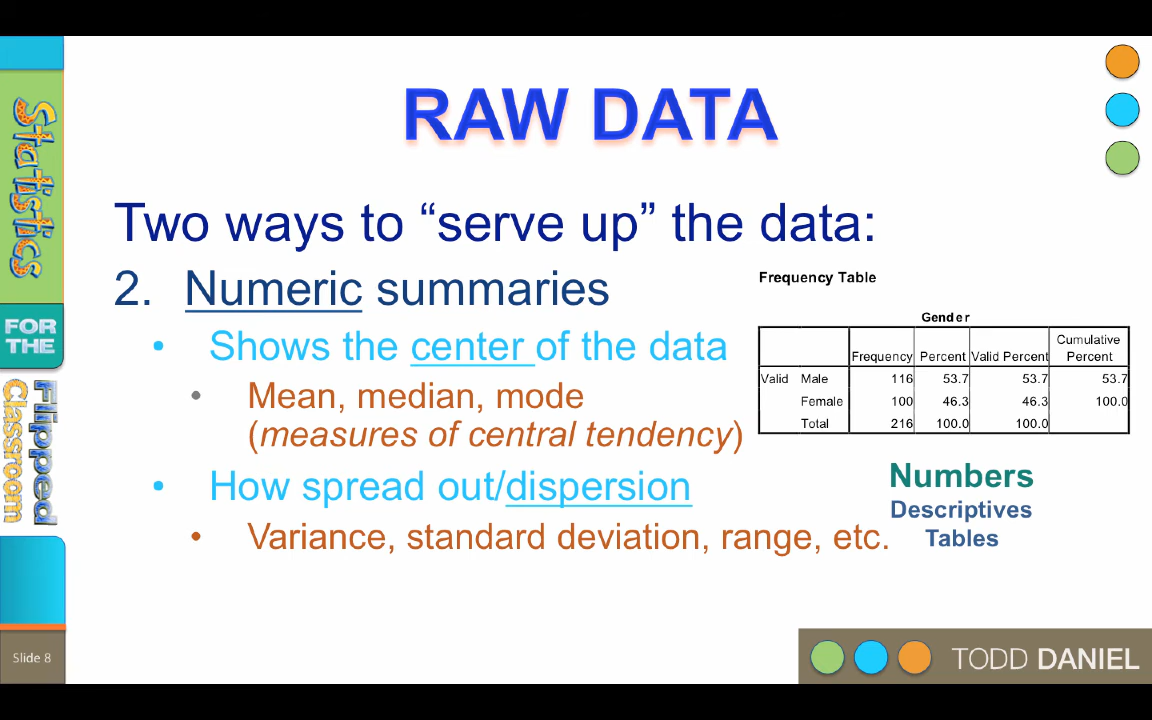 RAW DATA
Two ways to “serve up” the data:
2. Numeric summaries
• Shows the center of the data
• Mean, median, mode
(measures of central tendency)
• How spread out/dispersion
• Variance, standard deviation, range, etc.
Frequency Table
Gender
Frequency Percent Valid Percent Cumulative Percent
Valid Male 116 53.7 53.7 53.7
Female 100 46.3 46.3 100.0
Total 216 100.0 100.0
Numbers
Descriptives
Tables
Statistics
FOR
THE
Flipped
Classroom
Slide 8
TODD DANIEL